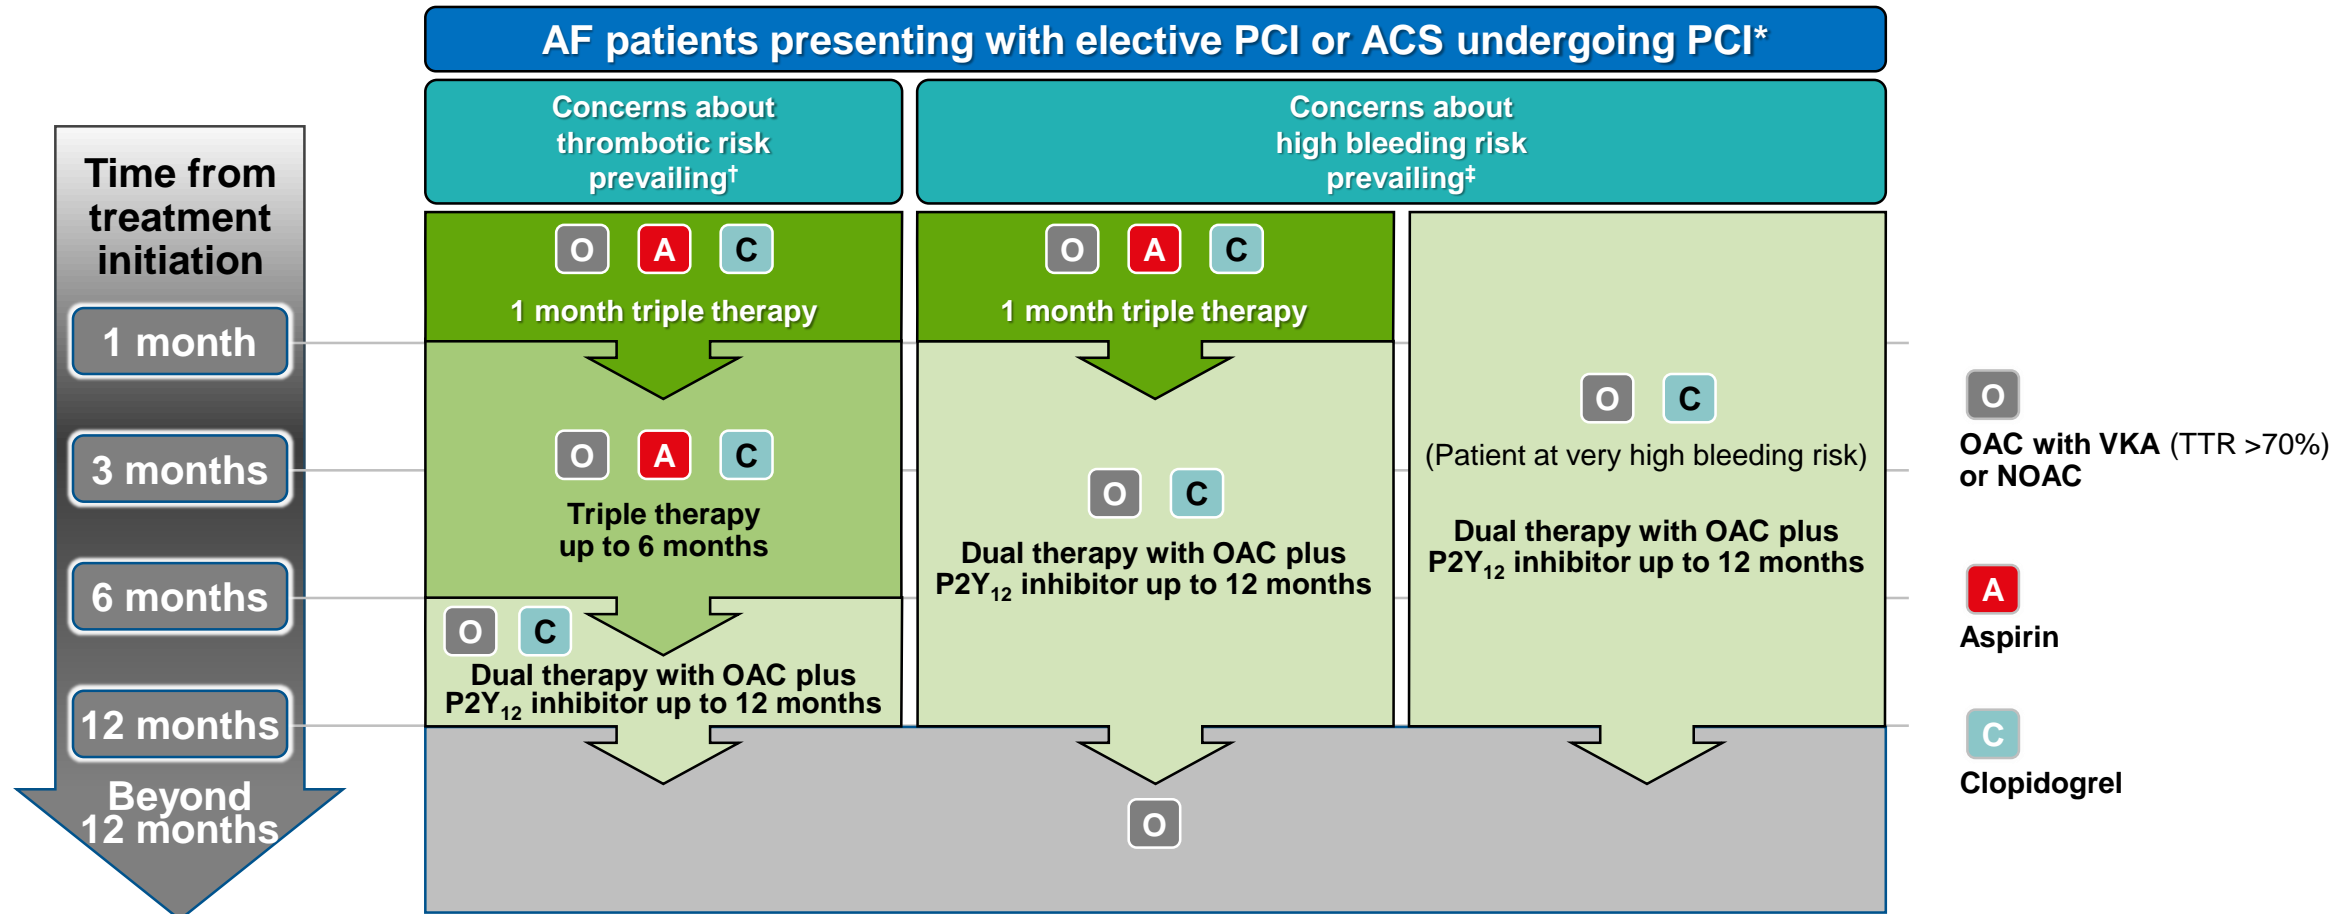 AF patients presenting with elective PCI or ACS undergoing PCI*
Concerns about
thrombotic risk
prevailing†
Concerns about
high bleeding risk
prevailing‡
Time from
treatment
initiation
1 month
3 months
6 months
12 months
Beyond
12 months
O A C
1 month triple therapy
O A C
Triple therapy
up to 6 months
O C
Dual therapy with OAC plus
P2Y₁₂ inhibitor up to 12 months
O A C
1 month triple therapy
O C
Dual therapy with OAC plus
P2Y₁₂ inhibitor up to 12 months
O C
(Patient at very high bleeding risk)
Dual therapy with OAC plus
P2Y₁₂ inhibitor up to 12 months
O
O
OAC with VKA (TTR >70%)
or NOAC
A
Aspirin
C
Clopidogrel